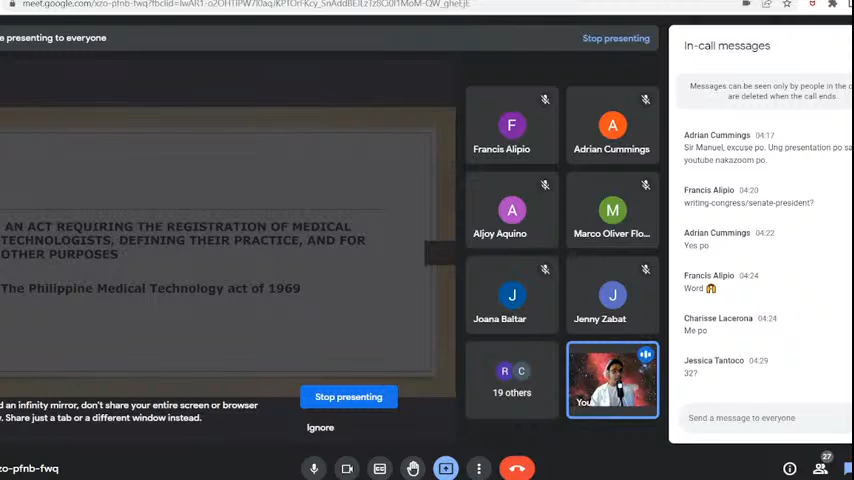 meet.google.com/xzo-pfnb-fwq?fbclid=
e presenting to everyone
Stop presenting
In-call messages
Messages can be seen only by people in the c
are deleted when the call ends.
AN ACT REQUIRING THE REGISTRATION OF MEDICAL
TECHNOLOGISTS, DEFINING THEIR PRACTICE, AND FOR
OTHER PURPOSES
The Philippine Medical Technology act of 1969
F
Francis Alipio
A
Adrian Cummings
A
Aljoy Aquino
M
Marco Oliver Flo...
J
Joana Baltar
J
Jenny Zabat
R C
19 others
You
Adrian Cummings 04:17
Sir Manuel, excuse po. Ung presentation po sa
youtube nakazoom po.
Francis Alipio 04:20
writing-congress/senate-president?
Adrian Cummings 04:22
Yes po
Francis Alipio 04:24
Word
Charisse Lacerona 04:24
Me po
Jessica Tantoco 04:29
32?
Send a message to everyone
d an infinity mirror, don't share your entire screen or browser
. Share just a tab or a different window instead.
Stop presenting
Ignore
zo-pfnb-fwq
27